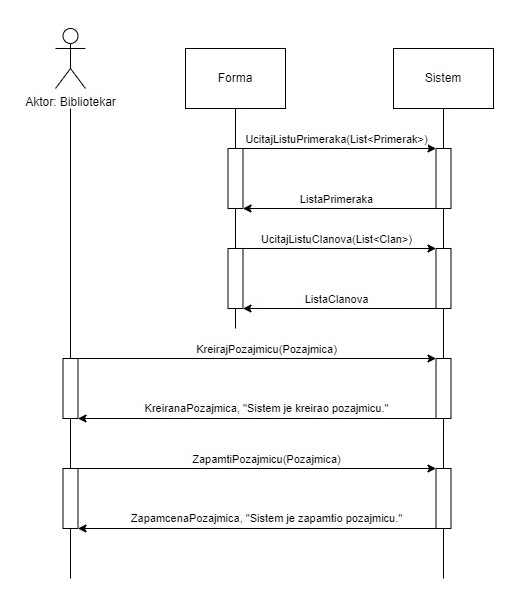 Forma
Sistem
Aktor: Bibliotekar
UcitajListuPrimeraka(List<Primerak>)
ListaPrimeraka
UcitajListuClanova(List<Clan>)
ListaClanova
KreirajPozajmicu(Pozajmica)
KreiranaPozajmica, "Sistem je kreirao pozajmicu."
ZapamtiPozajmicu(Pozajmica)
ZapamcenaPozajmica, "Sistem je zapamtio pozajmicu."